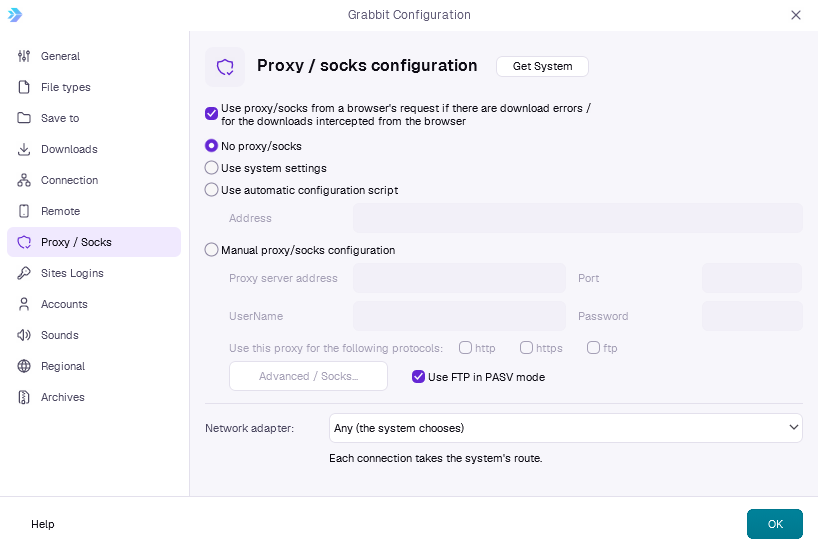 Grabbit Configuration
General
File types
Save to
Downloads
Connection
Remote
Proxy / Socks
Sites Logins
Accounts
Sounds
Regional
Archives
Proxy / socks configuration
Get System
Use proxy/socks from a browser's request if there are download errors /
for the downloads intercepted from the browser
No proxy/socks
Use system settings
Use automatic configuration script
Address
Manual proxy/socks configuration
Proxy server address
Port
UserName
Password
Use this proxy for the following protocols:
http
https
ftp
Advanced / Socks...
Use FTP in PASV mode
Network adapter:
Any (the system chooses)
Each connection takes the system's route.
Help
OK